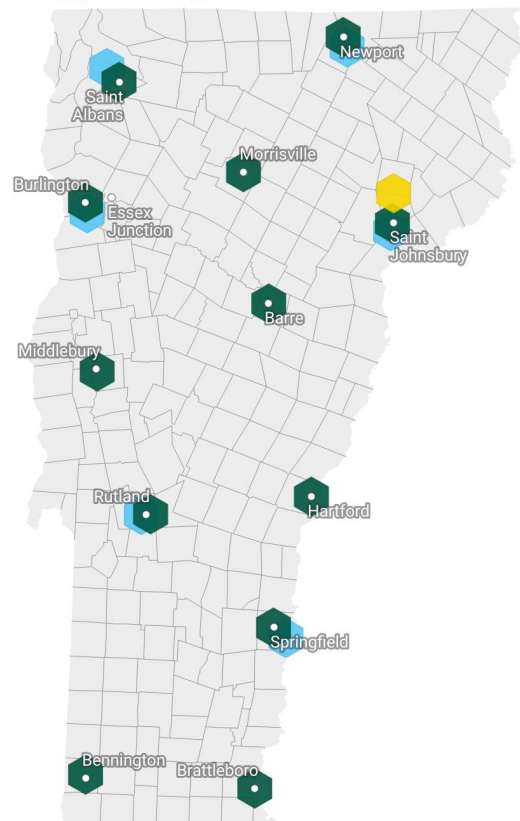 Newport
Saint
Albans
Morrisville
Burlington
Essex
Junction
Saint
Johnsbury
Barre
Middlebury
Rutland
Hartford
Springfield
Bennington
Brattleboro